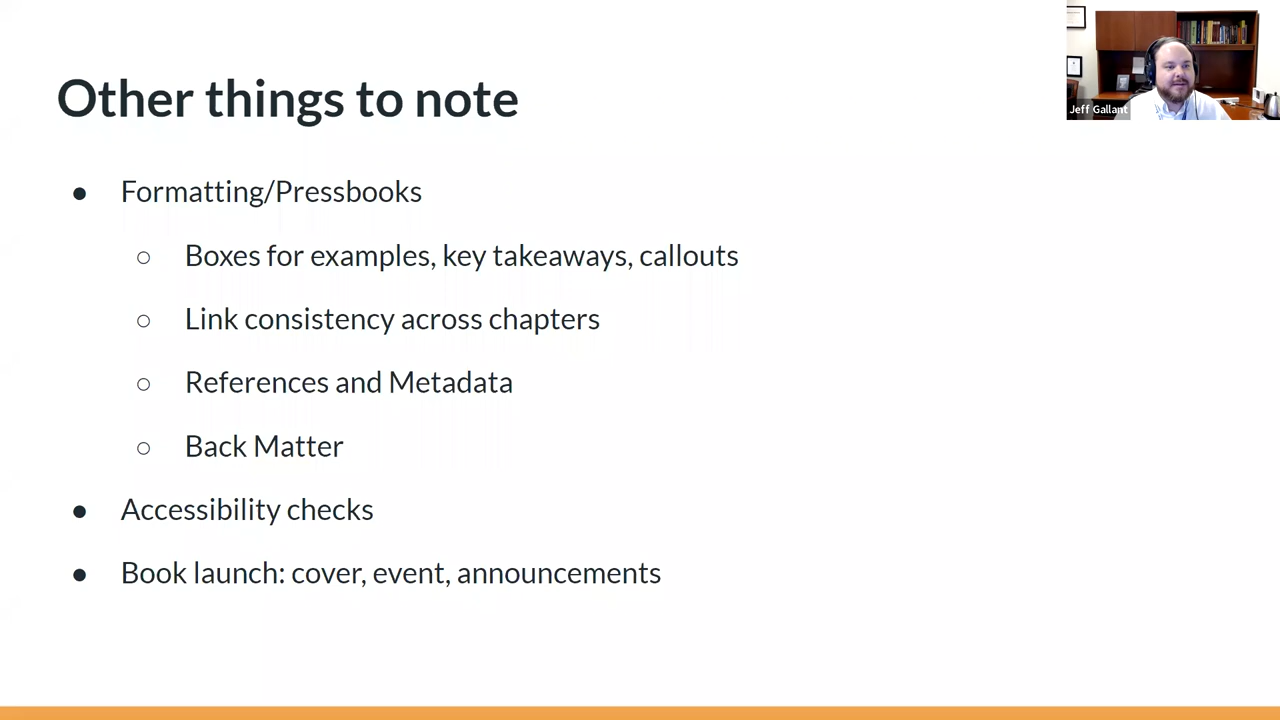 Other things to note
Jeff Gallant
● Formatting/Pressbooks
○ Boxes for examples, key takeaways, callouts
○ Link consistency across chapters
○ References and Metadata
○ Back Matter
● Accessibility checks
● Book launch: cover, event, announcements